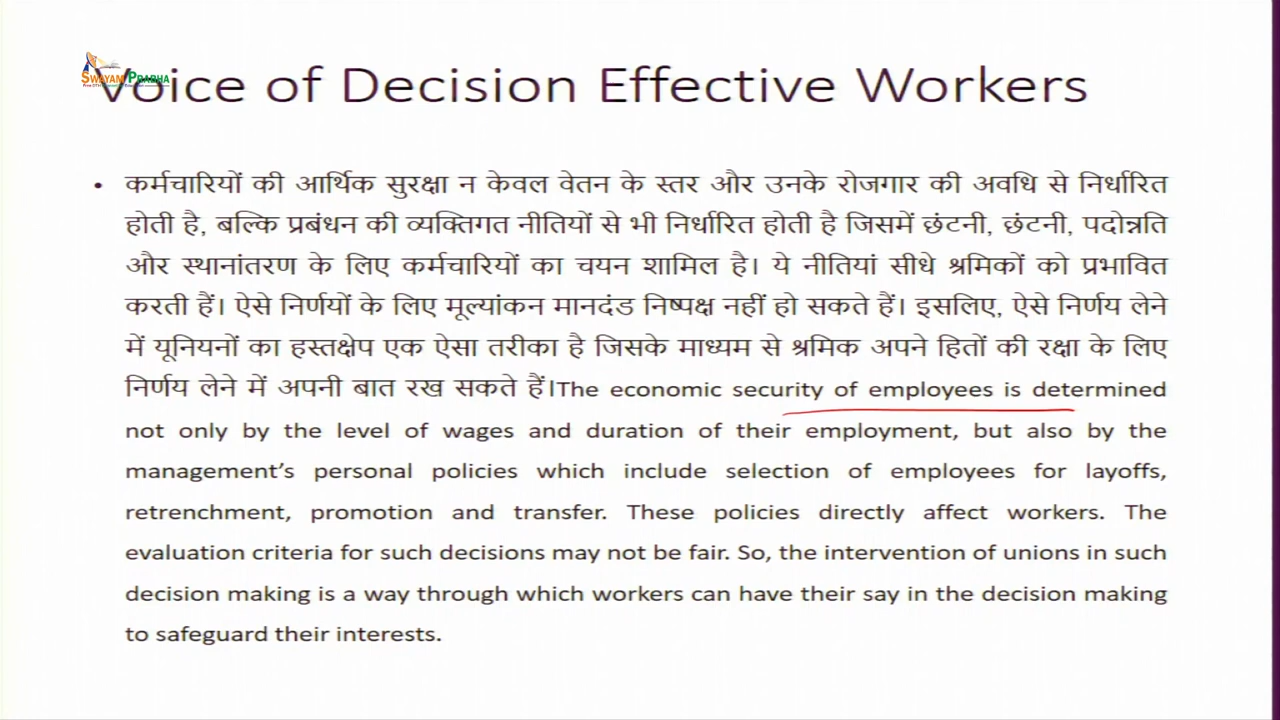 SWAYAM PRABHA
Voice of Decision Effective Workers
• कर्मचारियों की आर्थिक सुरक्षा न केवल वेतन के स्तर और उनके रोजगार की अवधि से निर्धारित
होती है, बल्कि प्रबंधन की व्यक्तिगत नीतियों से भी निर्धारित होती है जिसमें छंटनी, छंटनी, पदोन्नति
और स्थानांतरण के लिए कर्मचारियों का चयन शामिल है। ये नीतियां सीधे श्रमिकों को प्रभावित
करती हैं। ऐसे निर्णयों के लिए मूल्यांकन मानदंड निष्पक्ष नहीं हो सकते हैं। इसलिए, ऐसे निर्णय लेने
में यूनियनों का हस्तक्षेप एक ऐसा तरीका है जिसके माध्यम से श्रमिक अपने हितों की रक्षा के लिए
निर्णय लेने में अपनी बात रख सकते हैं।The economic security of employees is determined
not only by the level of wages and duration of their employment, but also by the
management’s personal policies which include selection of employees for layoffs,
retrenchment, promotion and transfer. These policies directly affect workers. The
evaluation criteria for such decisions may not be fair. So, the intervention of unions in such
decision making is a way through which workers can have their say in the decision making
to safeguard their interests.